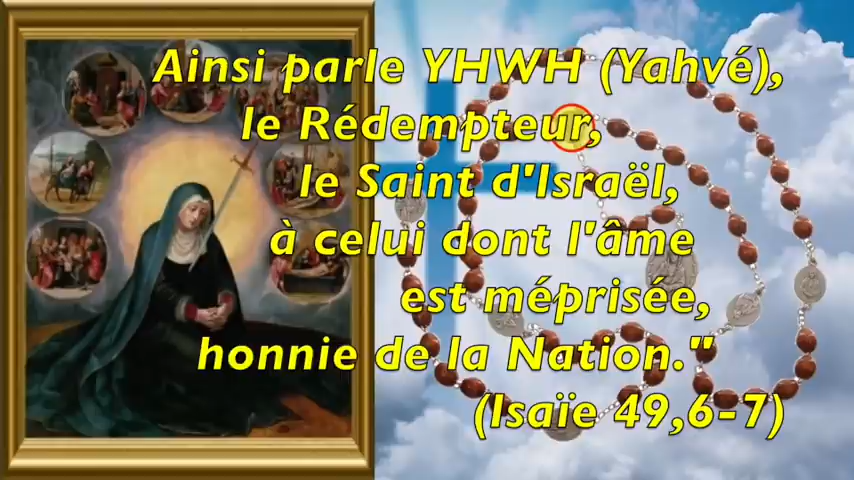 Ainsi parle YHWH (Yahvé),
le Rédempteur,
le Saint d'Israël,
à celui dont l'âme
est méprisée,
honnie de la Nation."
(Isaïe 49,6-7)